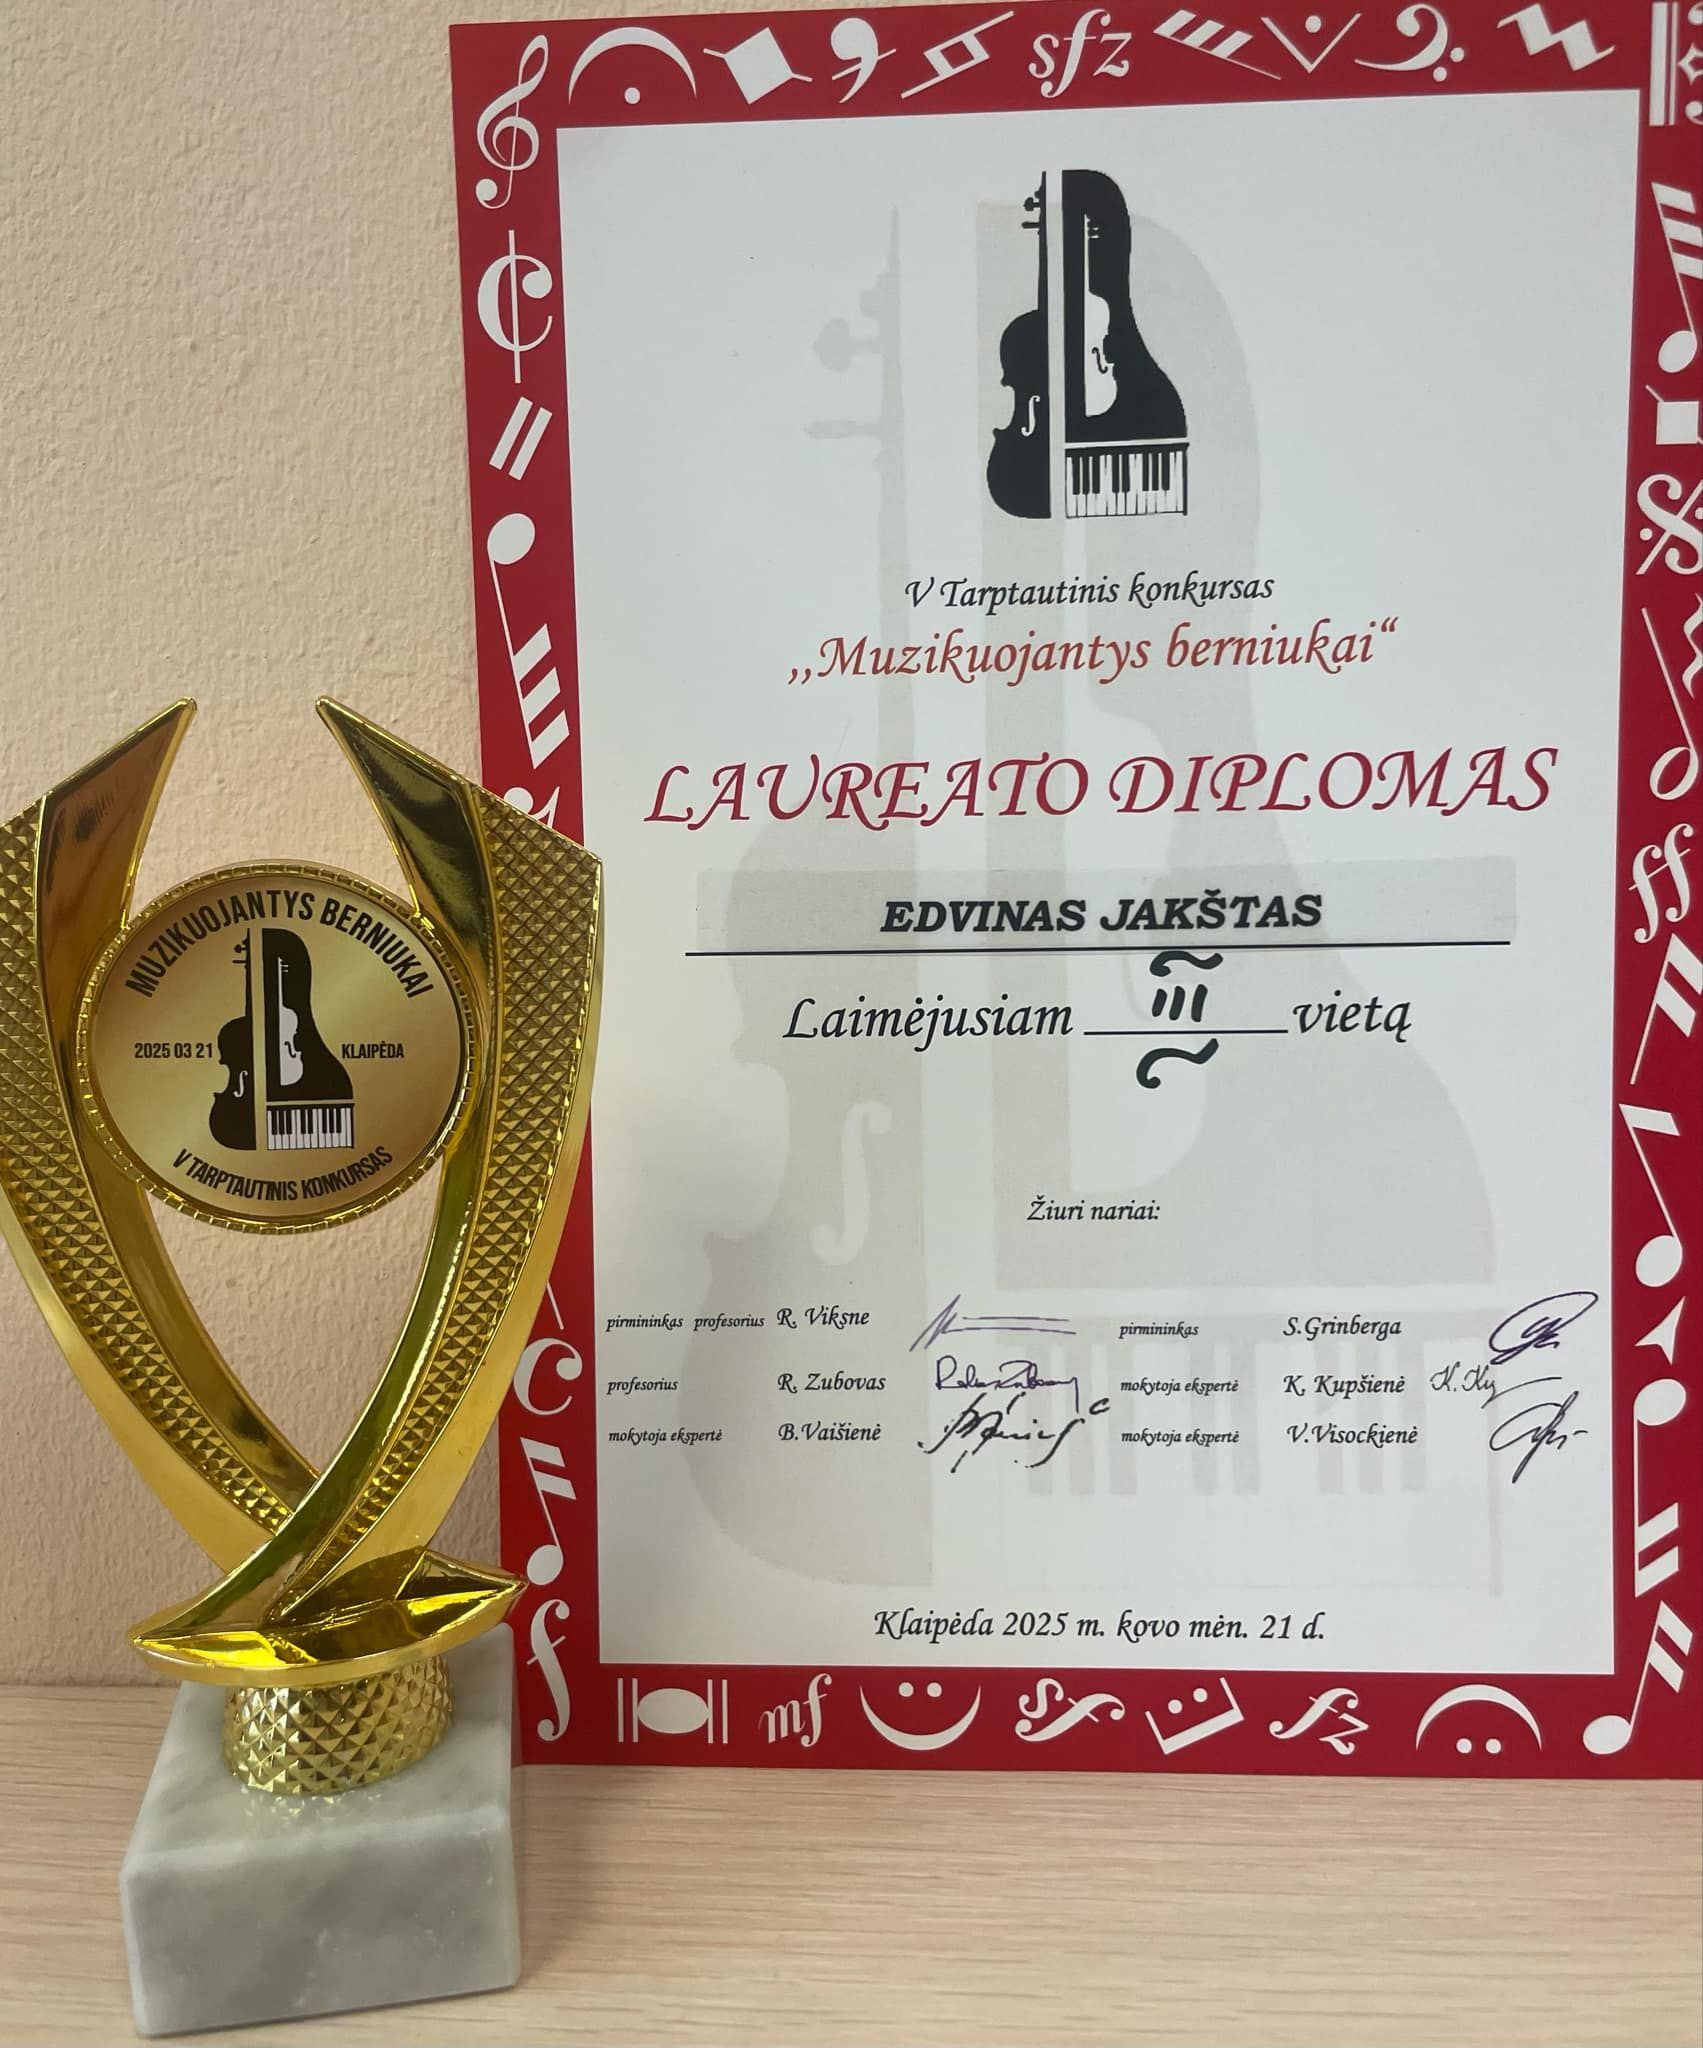 V Tarptautinis konkursas
,,Muzikuojantys berniukai“
LAUREATO DIPLOMAS
EDVINAS JAKŠTAS
Laimėjusiam III vietą
Žiuri nariai:
pirmininkas profesorius R. Viksne pirmininkas S.Grinberga
profesorius R. Zubovas mokytoja ekspertė K. Kupšienė
mokytoja ekspertė B.Vaišienė mokytoja ekspertė V.Visockienė
Klaipėda 2025 m. kovo mėn. 21 d.
MUZIKUOJANTYS BERNIUKAI
2025 03 21 KLAIPĖDA
V TARPTAUTINIS KONKURSAS
sfz
ff
f
mf
sf
fz